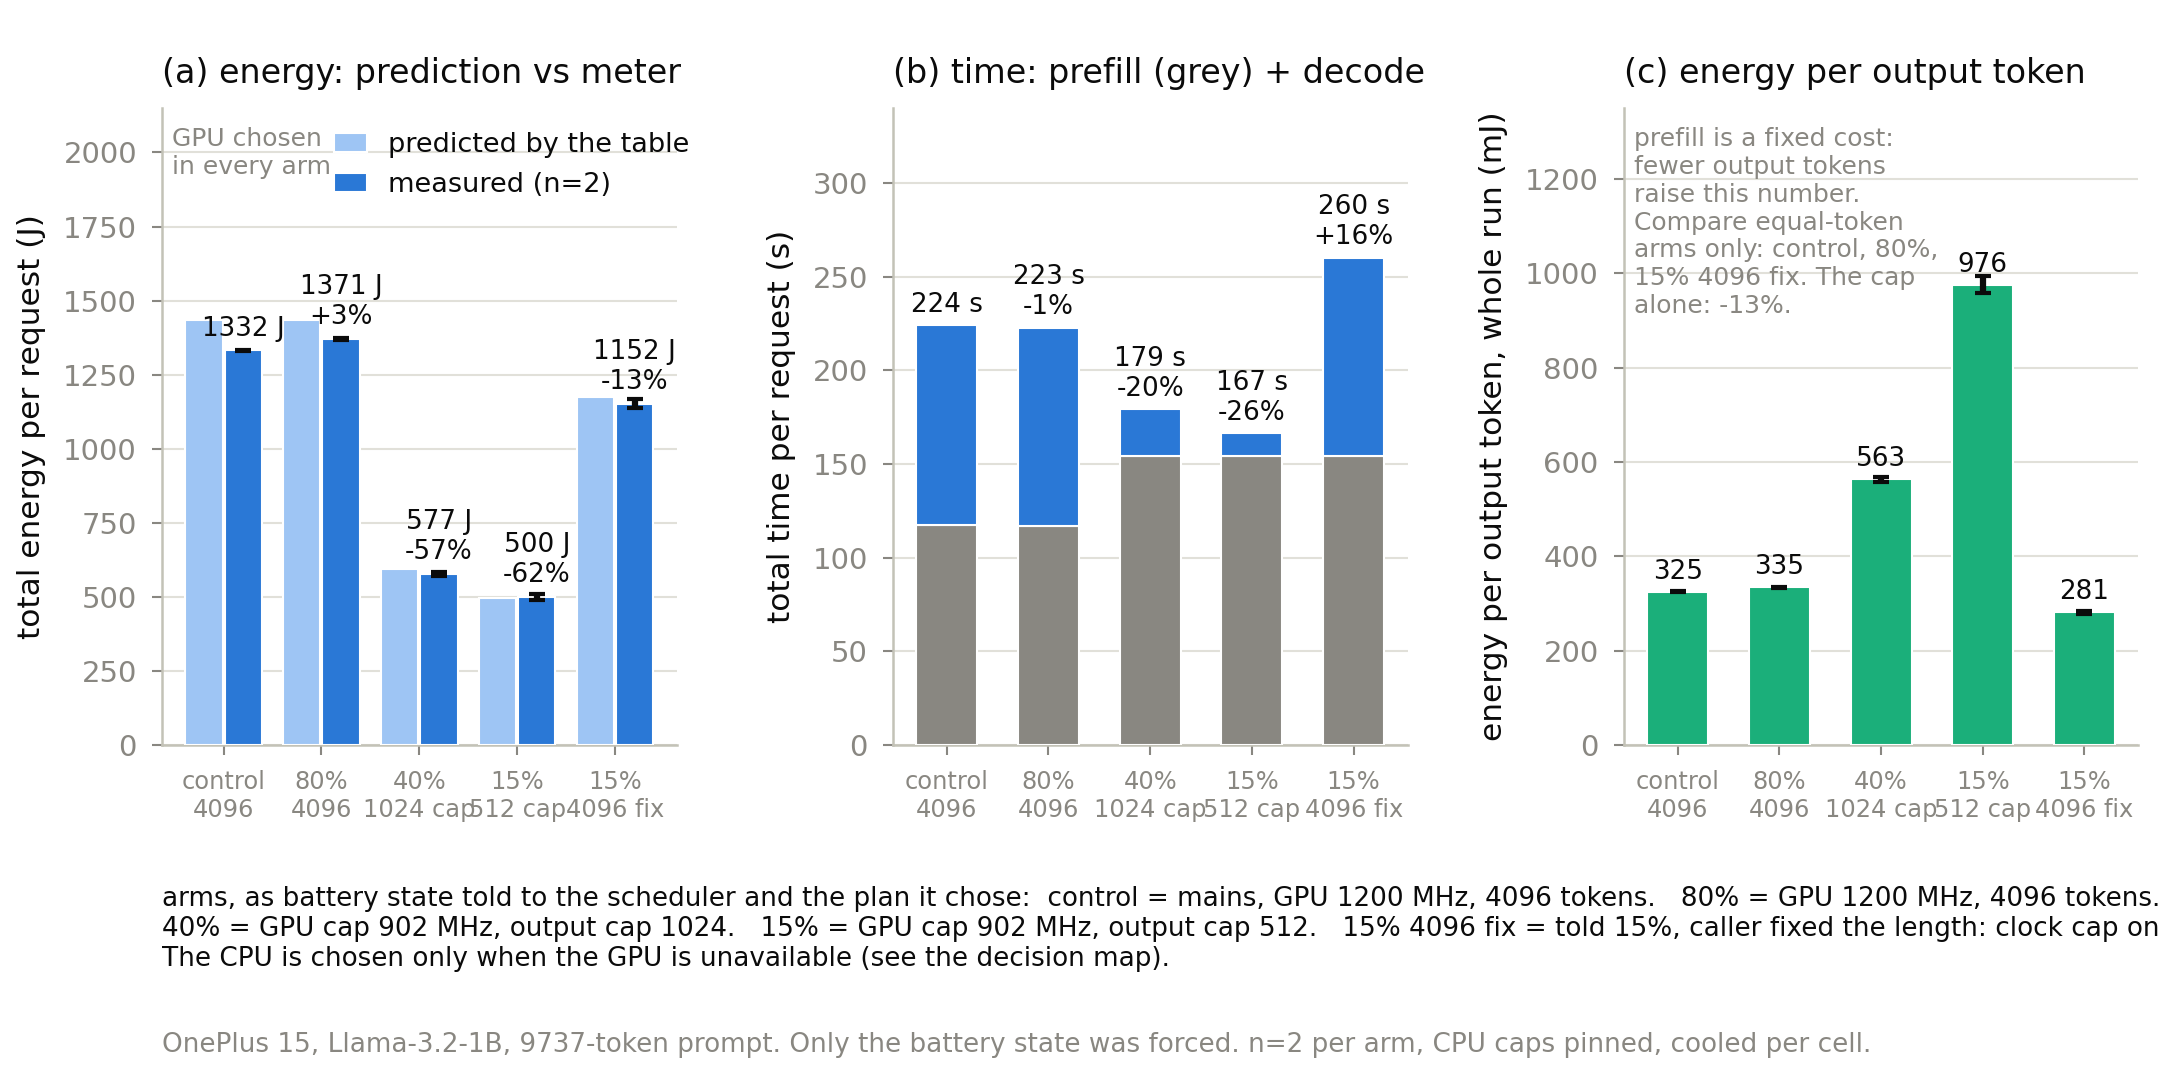 (a) energy: prediction vs meter
total energy per request (J)
2000
1750
1500
1250
1000
750
500
250
0
GPU chosen
in every arm
predicted by the table
measured (n=2)
1332 J
1371 J
+3%
577 J
-57%
500 J
-62%
1152 J
-13%
control
4096
80%
4096
40%
1024 cap
15%
512 cap
15%
4096 fix
(b) time: prefill (grey) + decode
total time per request (s)
300
250
200
150
100
50
0
224 s
223 s
-1%
179 s
-20%
167 s
-26%
260 s
+16%
control
4096
80%
4096
40%
1024 cap
15%
512 cap
15%
4096 fix
(c) energy per output token
energy per output token, whole run (mJ)
1200
1000
800
600
400
200
0
prefill is a fixed cost:
fewer output tokens
raise this number.
Compare equal-token
arms only: control, 80%,
15% 4096 fix. The cap
alone: -13%.
325
335
563
976
281
control
4096
80%
4096
40%
1024 cap
15%
512 cap
15%
4096 fix
arms, as battery state told to the scheduler and the plan it chose:  control = mains, GPU 1200 MHz, 4096 tokens.   80% = GPU 1200 MHz, 4096 tokens.
40% = GPU cap 902 MHz, output cap 1024.   15% = GPU cap 902 MHz, output cap 512.   15% 4096 fix = told 15%, caller fixed the length: clock cap on
The CPU is chosen only when the GPU is unavailable (see the decision map).
OnePlus 15, Llama-3.2-1B, 9737-token prompt. Only the battery state was forced. n=2 per arm, CPU caps pinned, cooled per cell.